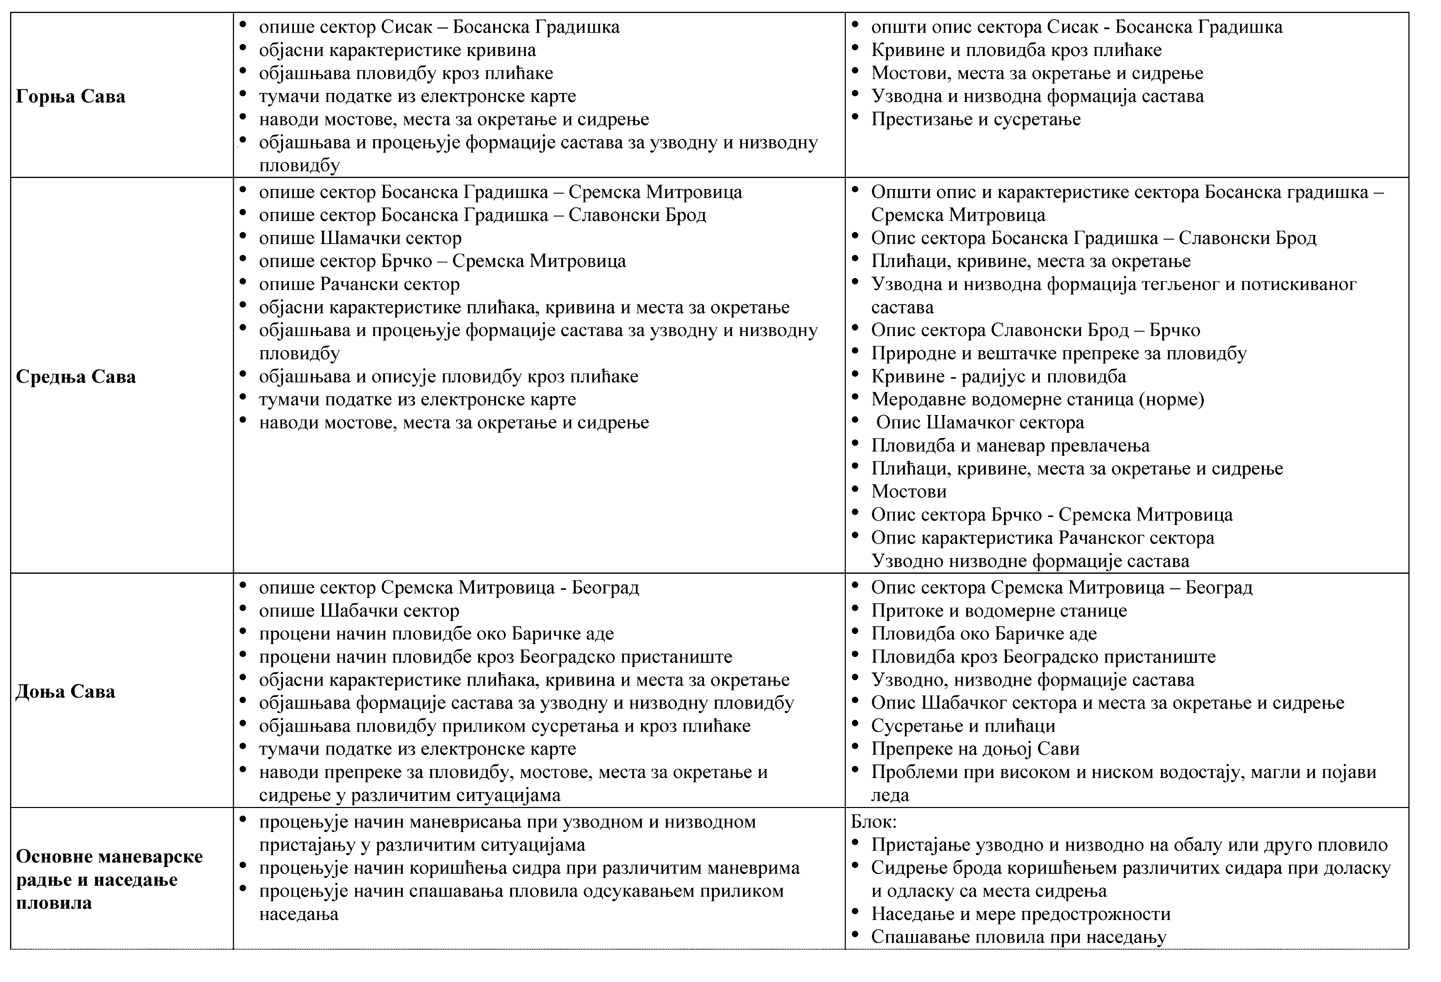 Горња Сава
• опише сектор Сисак – Босанска Градишка
• објасни карактеристике кривина
• објашњава пловидбу кроз плићаке
• тумачи податке из електронске карте
• наводи мостове, места за окретање и сидрење
• објашњава и процењује формације састава за узводну и низводну
пловидбу
• општи опис сектора Сисак - Босанска Градишка
• Кривине и пловидба кроз плићаке
• Мостови, места за окретање и сидрење
• Узводна и низводна формација састава
• Престизање и сусретање
Средња Сава
• опише сектор Босанска Градишка – Сремска Митровица
• опише сектор Босанска Градишка – Славонски Брод
• опише Шамачки сектор
• опише сектор Брчко – Сремска Митровица
• опише Рачански сектор
• објасни карактеристике плићака, кривина и места за окретање
• објашњава и процењује формације састава за узводну и низводну
пловидбу
• објашњава и описује пловидбу кроз плићаке
• тумачи податке из електронске карте
• наводи мостове, места за окретање и сидрење
• Општи опис и карактеристике сектора Босанска градишка –
Сремска Митровица
• Опис сектора Босанска Градишка – Славонски Брод
• Плићаци, кривине, места за окретање
• Узводна и низводна формација тегљеног и потискиваног
састава
• Опис сектора Славонски Брод – Брчко
• Природне и вештачке препреке за пловидбу
• Кривине - радијус и пловидба
• Меродавне водомерне станица (норме)
• Опис Шамачког сектора
• Пловидба и маневар превлачења
• Плићаци, кривине, места за окретање и сидрење
• Мостови
• Опис сектора Брчко - Сремска Митровица
• Опис карактеристика Рачанског сектора
Узводно низводне формације састава
Доња Сава
• опише сектор Сремска Митровица - Београд
• опише Шабачки сектор
• процени начин пловидбе око Баричке аде
• процени начин пловидбе кроз Београдско пристаниште
• објасни карактеристике плићака, кривина и места за окретање
• објашњава формације састава за узводну и низводну пловидбу
• објашњава пловидбу приликом сусретања и кроз плићаке
• тумачи податке из електронске карте
• наводи препреке за пловидбу, мостове, места за окретање и
сидрење у различитим ситуацијама
• Опис сектора Сремска Митровица – Београд
• Притоке и водомерне станице
• Пловидба око Баричке аде
• Пловидба кроз Београдско пристаниште
• Узводно, низводне формације састава
• Опис Шабачког сектора и места за окретање и сидрење
• Сусретање и плићаци
• Препреке на доњој Сави
• Проблеми при високом и ниском водостају, магли и појави
леда
Основне маневарске
радње и наседање
пловила
• процењује начин маневрисања при узводном и низводном
пристајању у различитим ситуацијама
• процењује начин коришћења сидра при различитим маневрима
• процењује начин спашавања пловила одсукавањем приликом
наседања
Блок:
• Пристајање узводно и низводно на обалу или друго пловило
• Сидрење брода коришћењем различитих сидара при доласку
и одласку са места сидрења
• Наседање и мере предострожности
• Спашавање пловила при наседању